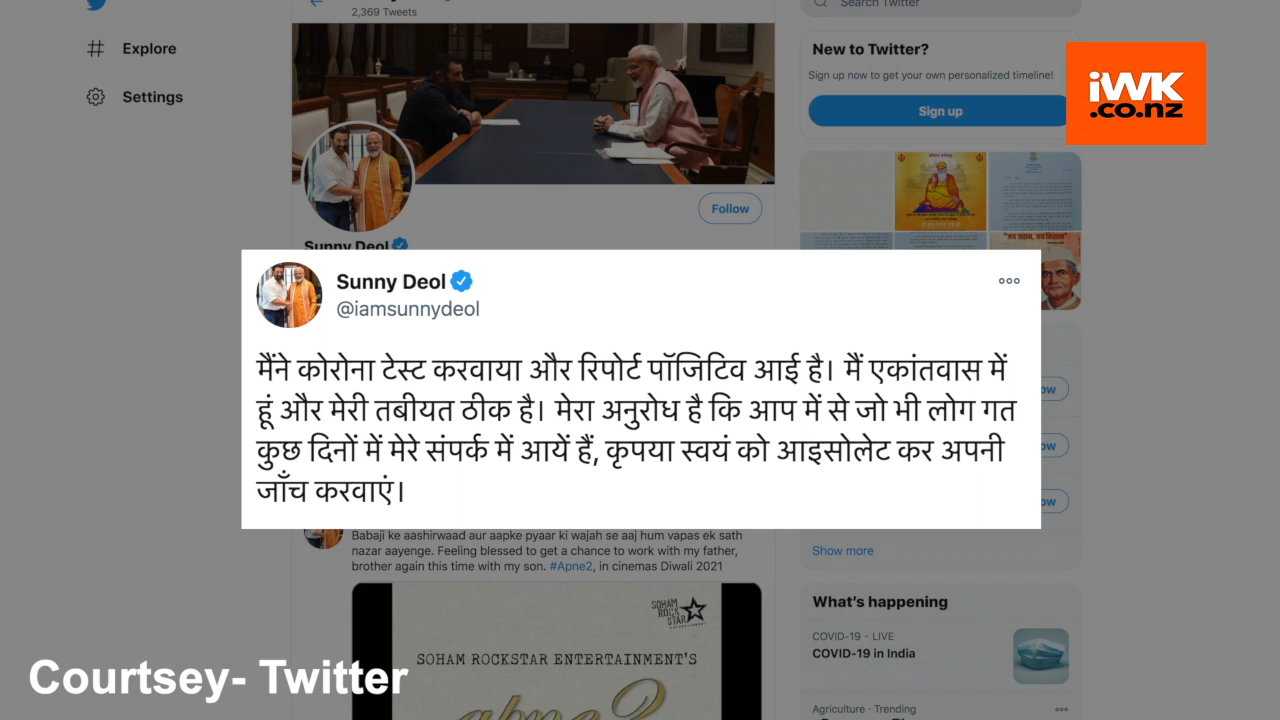 2,369 Tweets
Search Twitter
Explore
Settings
New to Twitter?
Sign up now to get your own personalized timeline!
Sign up
iWK
.co.nz
Follow
Sunny Deol
Sunny Deol
@iamsunnydeol
मैंने कोरोना टेस्ट करवाया और रिपोर्ट पॉजिटिव आई है। मैं एकांतवास में
हूं और मेरी तबीयत ठीक है। मेरा अनुरोध है कि आप में से जो भी लोग गत
कुछ दिनों में मेरे संपर्क में आयें हैं, कृपया स्वयं को आइसोलेट कर अपनी
जाँच करवाएं।
Babaji ke aashirwaad aur aapke pyaar ki wajah se aaj hum vapas ek sath
nazar aayenge. Feeling blessed to get a chance to work with my father,
brother again this time with my son. #Apne2, in cinemas Diwali 2021
Show more
What's happening
COVID-19 · LIVE
COVID-19 in India
Agriculture · Trending
SOHAM
ROCK
STAR
ENTERTAINMENT
SOHAM ROCKSTAR ENTERTAINMENT'S
apne 2
Courtsey- Twitter